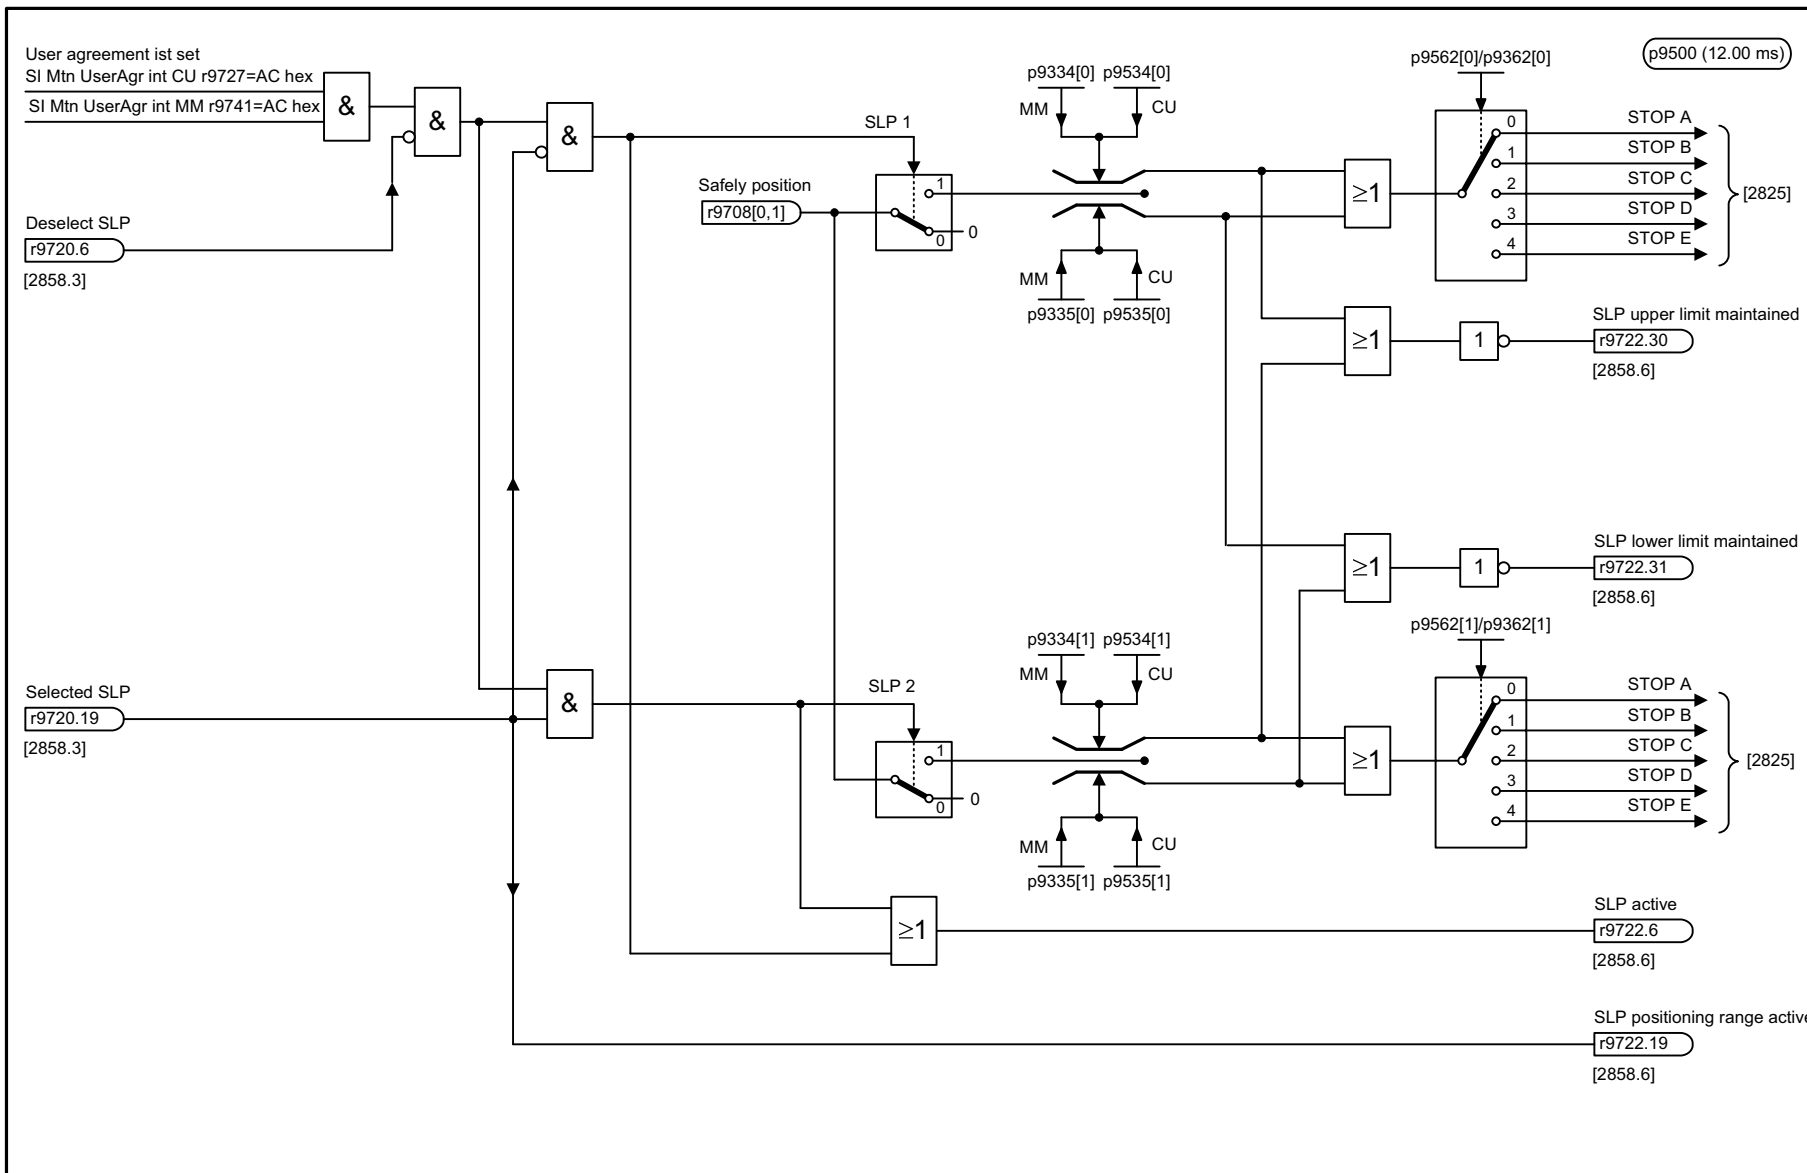 User agreement ist set
SI Mtn UserAgr int CU r9727=AC hex
SI Mtn UserAgr int MM r9741=AC hex
&
&
&
Deselect SLP
r9720.6
[2858.3]
SLP 1
Safely position
r9708[0,1]
1
0
0
p9334[0] p9534[0]
MM
CU
MM
CU
p9335[0] p9535[0]
≥1
p9562[0]/p9362[0]
p9500 (12.00 ms)
0
1
2
3
4
STOP A
STOP B
STOP C
STOP D
STOP E
[2825]
≥1
1
SLP upper limit maintained
r9722.30
[2858.6]
≥1
1
SLP lower limit maintained
r9722.31
[2858.6]
Selected SLP
r9720.19
[2858.3]
&
SLP 2
1
0
0
p9334[1] p9534[1]
MM
CU
MM
CU
p9335[1] p9535[1]
≥1
p9562[1]/p9362[1]
0
1
2
3
4
STOP A
STOP B
STOP C
STOP D
STOP E
[2825]
≥1
SLP active
r9722.6
[2858.6]
SLP positioning range active
r9722.19
[2858.6]